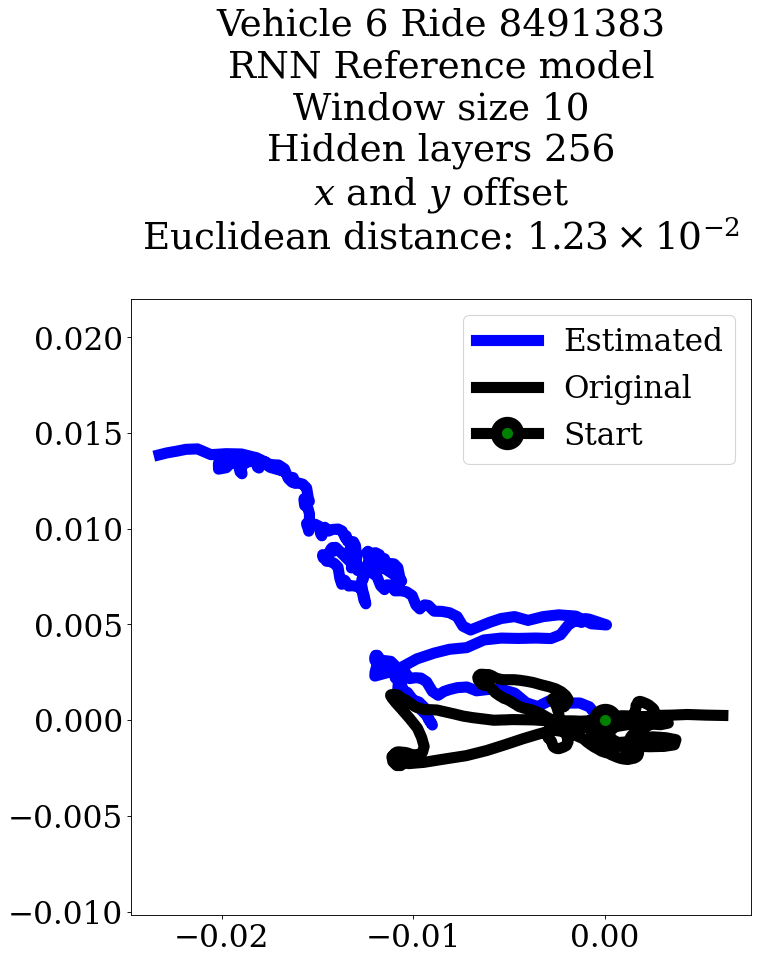 Vehicle 6 Ride 8491383
RNN Reference model
Window size 10
Hidden layers 256
x and y offset
Euclidean distance: 1.23 × 10⁻²
Estimated
Original
Start
0.020
0.015
0.010
0.005
0.000
−0.005
−0.010
−0.02 −0.01 0.00